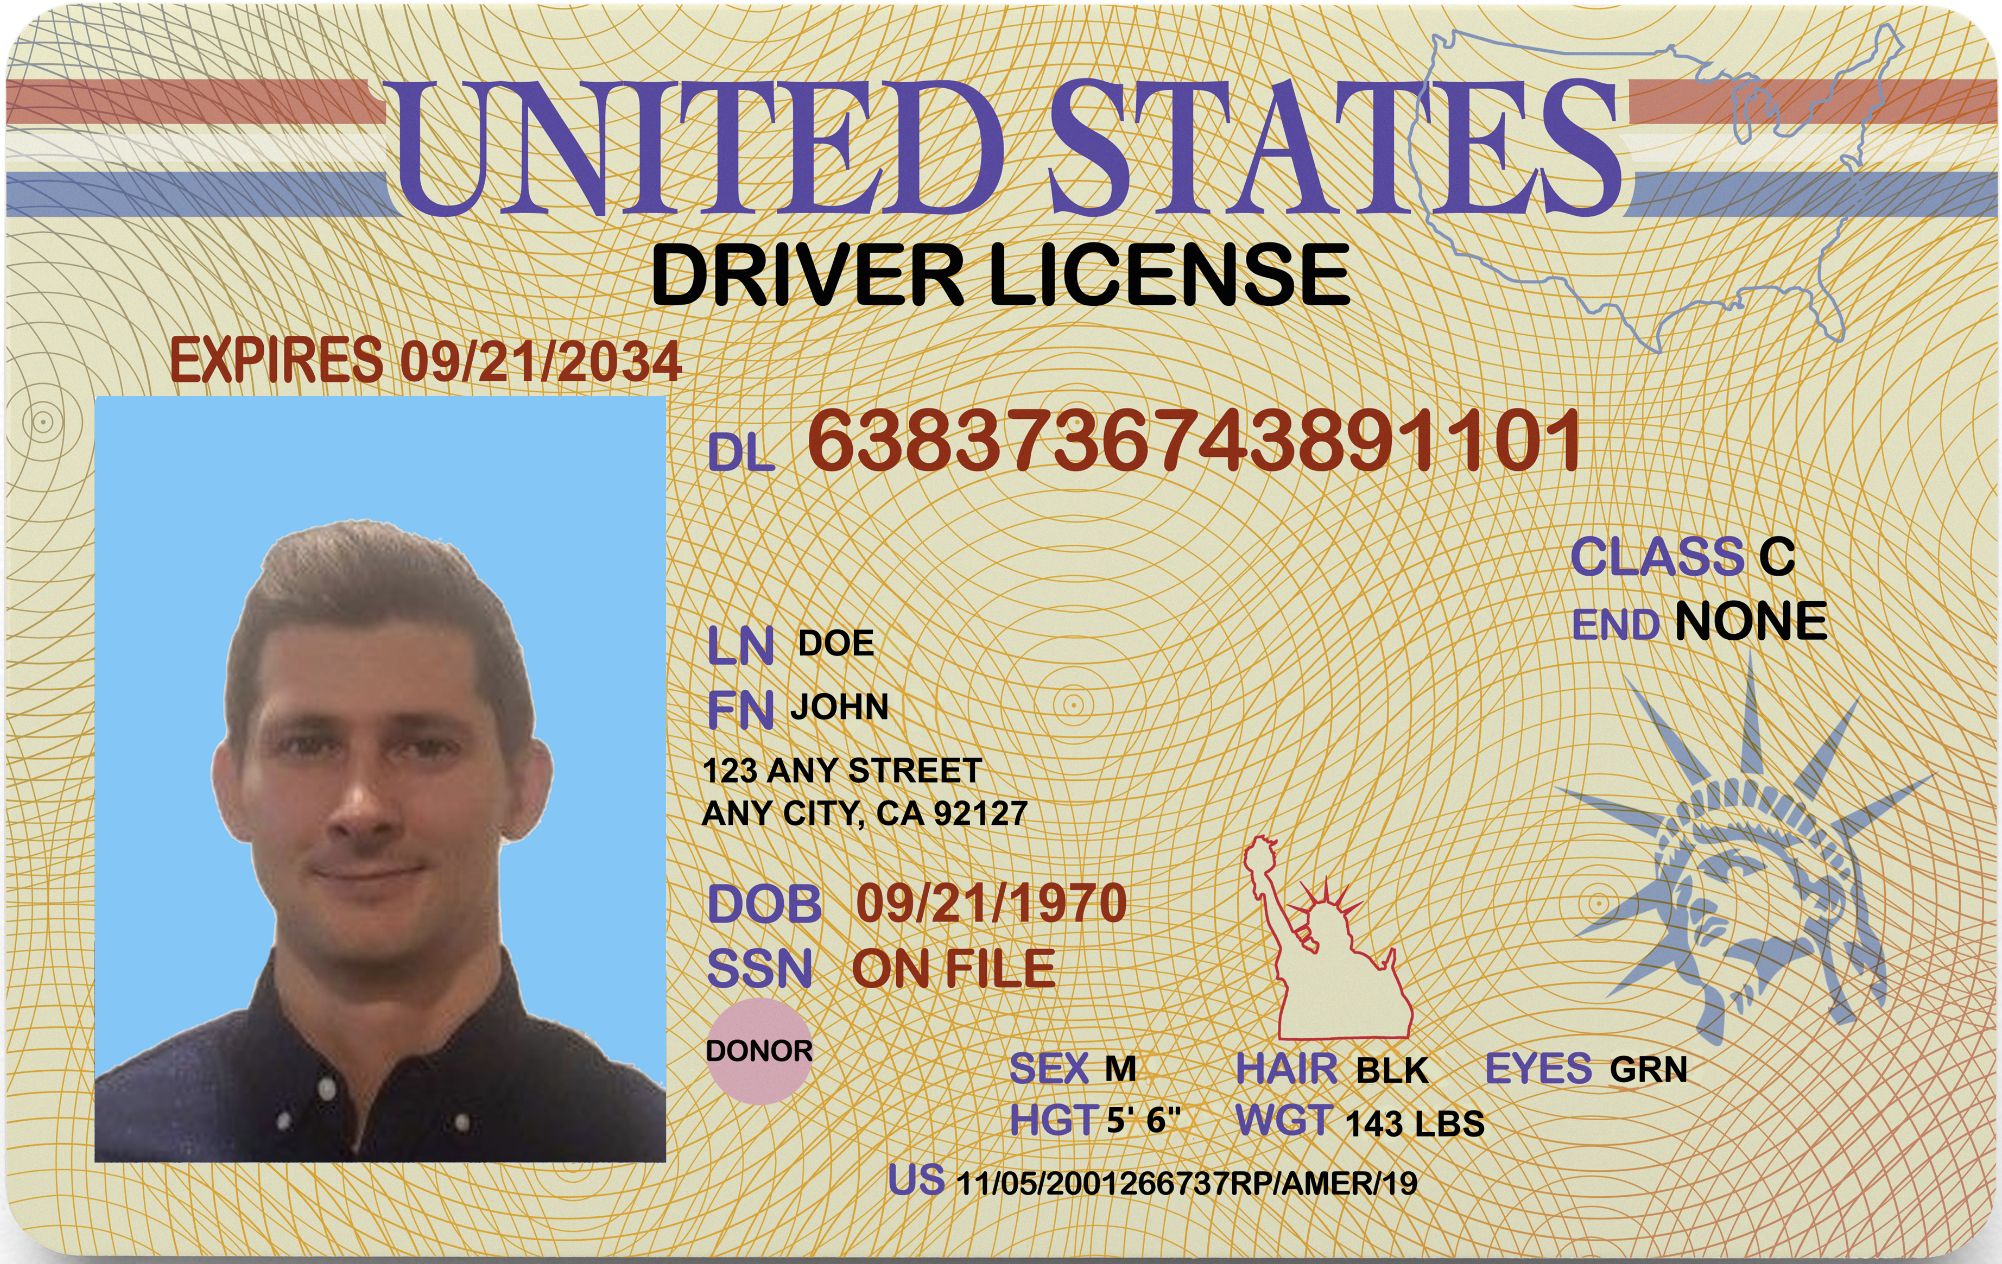 UNITED STATES
DRIVER LICENSE
EXPIRES 09/21/2034
DL 6383736743891101
CLASS C
END NONE
LN DOE
FN JOHN
123 ANY STREET
ANY CITY, CA 92127
DOB 09/21/1970
SSN ON FILE
DONOR
SEX M HAIR BLK EYES GRN
HGT 5' 6" WGT 143 LBS
US 11/05/2001266737RP/AMER/19